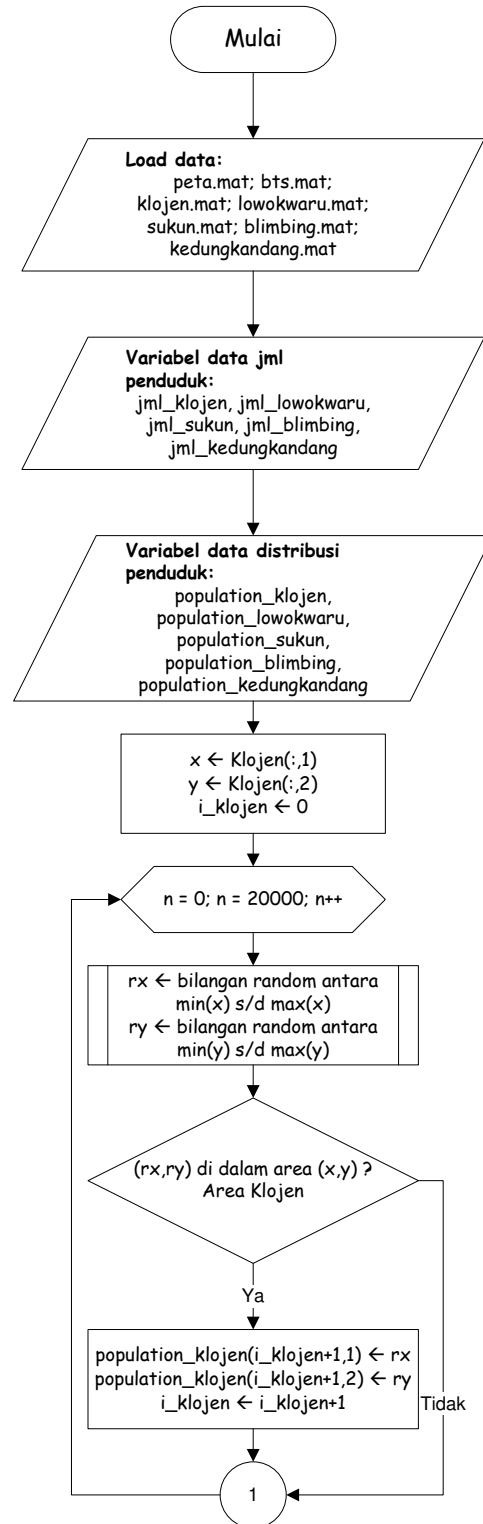 Mulai
Load data:
peta.mat; bts.mat;
klojen.mat; lowokwaru.mat;
sukun.mat; blimbing.mat;
kedungkandang.mat
Variabel data jml
penduduk:
jml_klojen, jml_lowokwaru,
jml_sukun, jml_blimbing,
jml_kedungkandang
Variabel data distribusi
penduduk:
population_klojen,
population_lowokwaru,
population_sukun,
population_blimbing,
population_kedungkandang
x ← Klojen(:,1)
y ← Klojen(:,2)
i_klojen ← 0
n = 0; n = 20000; n++
rx ← bilangan random antara
min(x) s/d max(x)
ry ← bilangan random antara
min(y) s/d max(y)
(rx,ry) di dalam area (x,y) ?
Area Klojen
Ya
population_klojen(i_klojen+1,1) ← rx
population_klojen(i_klojen+1,2) ← ry
i_klojen ← i_klojen+1
Tidak
1